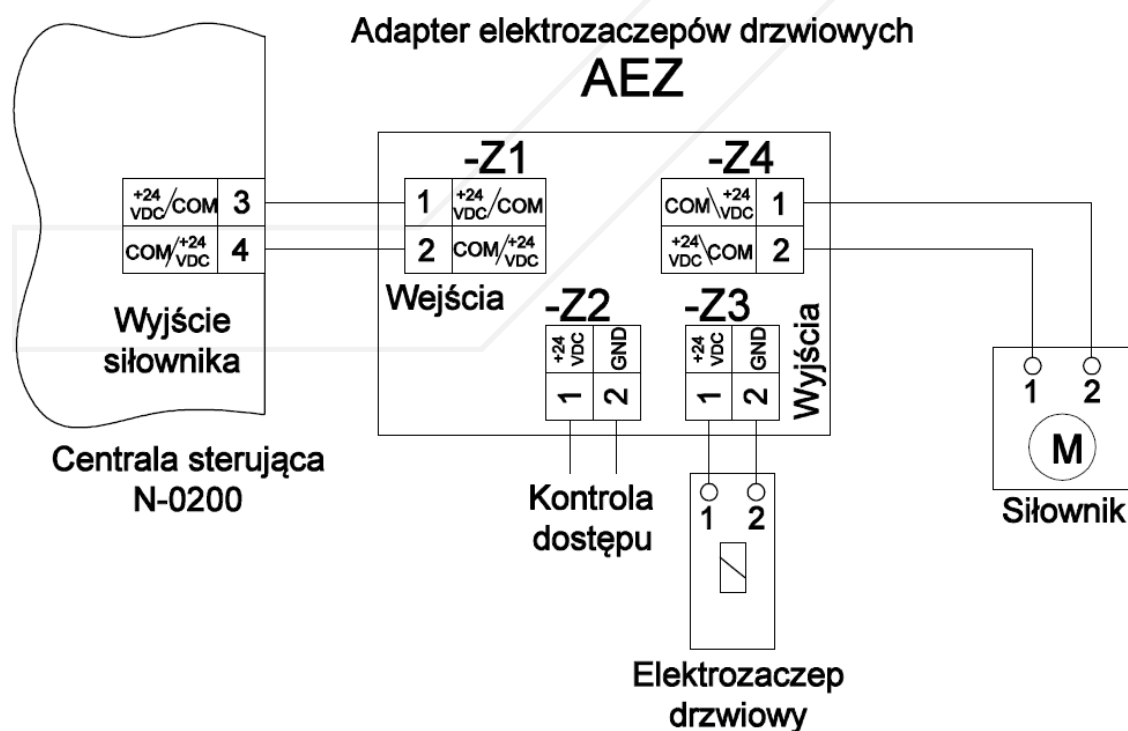 Adapter elektrozaczepów drzwiowych
AEZ
-Z1
-Z4
+24 VDC/COM 3
COM/+24 VDC 4
1 +24 VDC/COM
2 COM/+24 VDC
COM\+24 VDC 1
+24 VDC\COM 2
Wejścia
Wyjście
siłownika
-Z2
-Z3
+24 VDC
GND
+24 VDC
GND
1
2
1
2
Wyjścia
Centrala sterująca
N-0200
Kontrola
dostępu
1 2
1 2
M
Siłownik
Elektrozaczep
drzwiowy